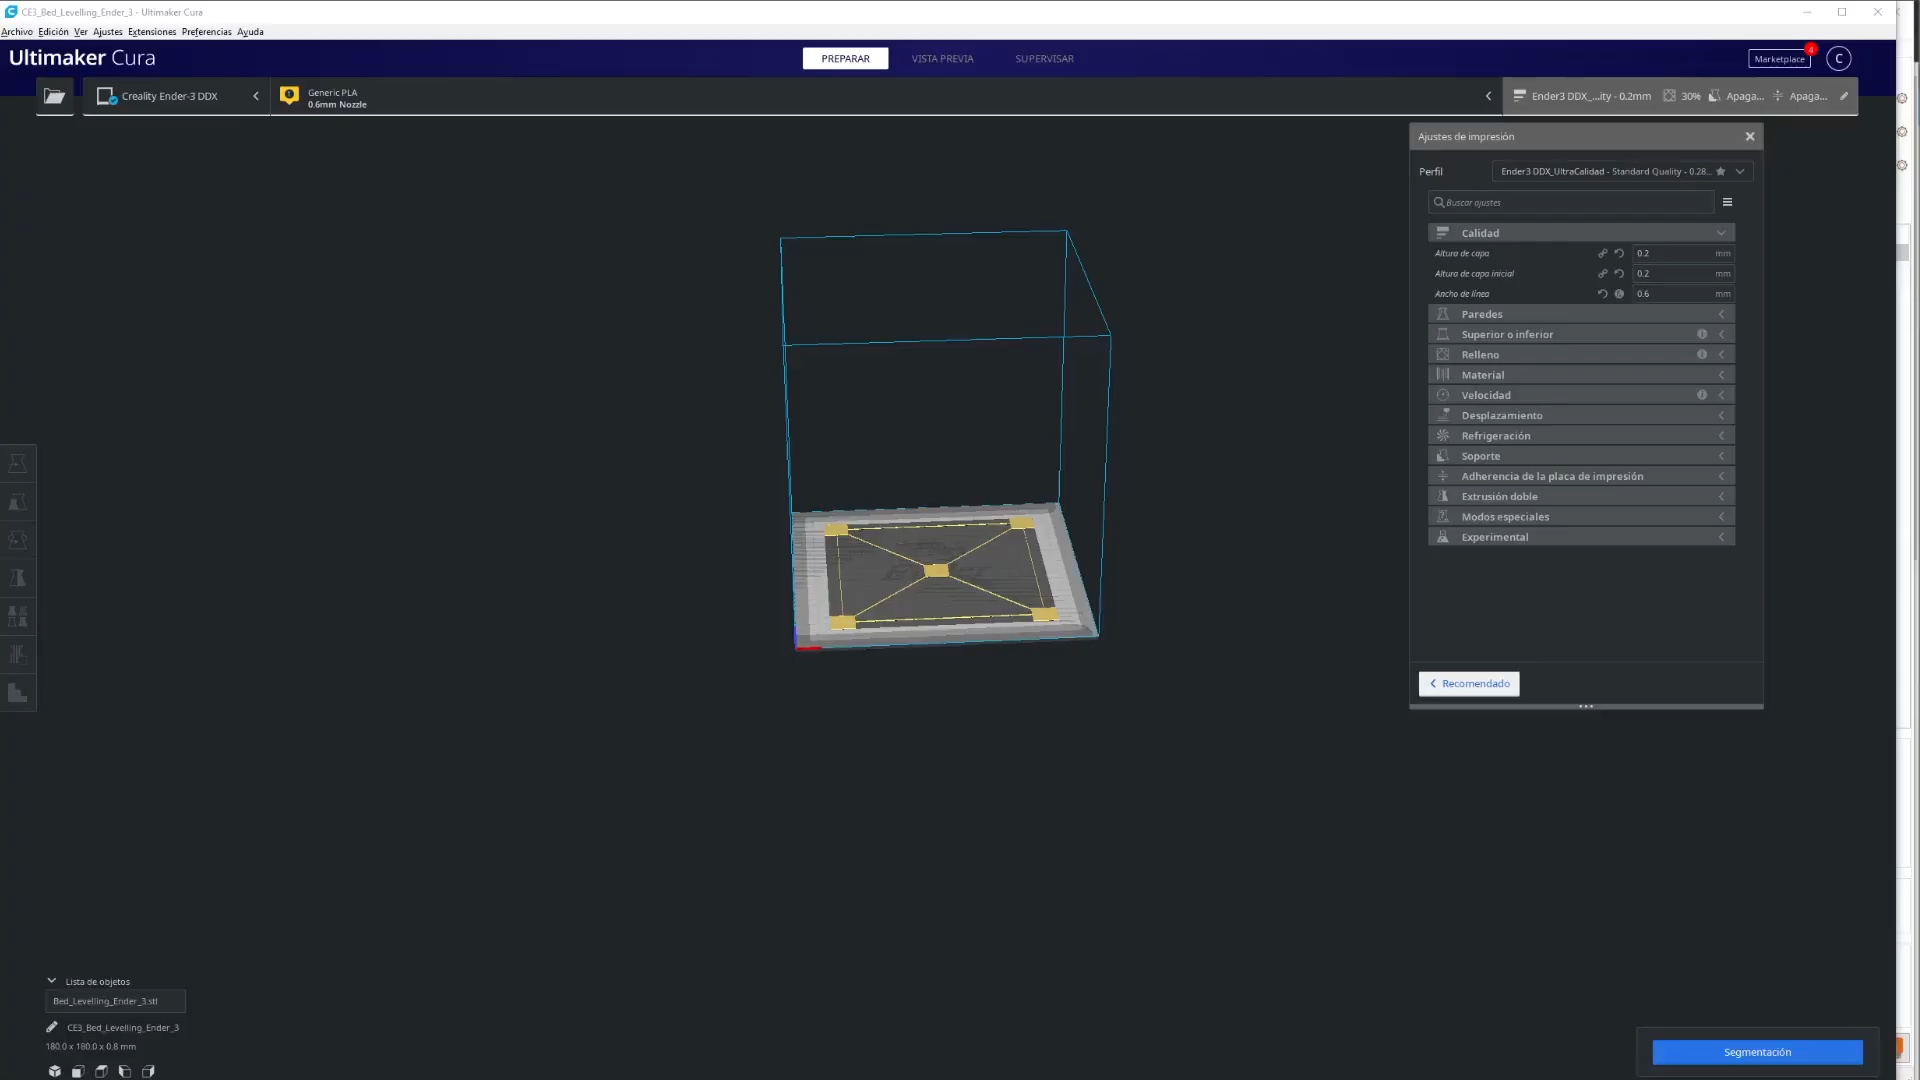 CE3_Bed_Levelling_Ender_3 - Ultimaker Cura
Archivo Edición Ver Ajustes Extensiones Preferencias Ayuda
Ultimaker Cura
PREPARAR
VISTA PREVIA
SUPERVISAR
Marketplace
4
C
Creality Ender-3 DDX
Generic PLA
0.6mm Nozzle
Ender3 DDX_...ity - 0.2mm
30%
Apaga...
Apaga...
Ajustes de impresión
Perfil
Ender3 DDX_UltraCalidad - Standard Quality - 0.28...
Buscar ajustes
Calidad
Altura de capa 0.2 mm
Altura de capa inicial 0.2 mm
Ancho de línea 0.6 mm
Paredes
Superior o inferior
Relleno
Material
Velocidad
Desplazamiento
Refrigeración
Soporte
Adherencia de la placa de impresión
Extrusión doble
Modos especiales
Experimental
Recomendado
Ender
Lista de objetos
Bed_Levelling_Ender_3.stl
CE3_Bed_Levelling_Ender_3
180.0 x 180.0 x 0.8 mm
Segmentación